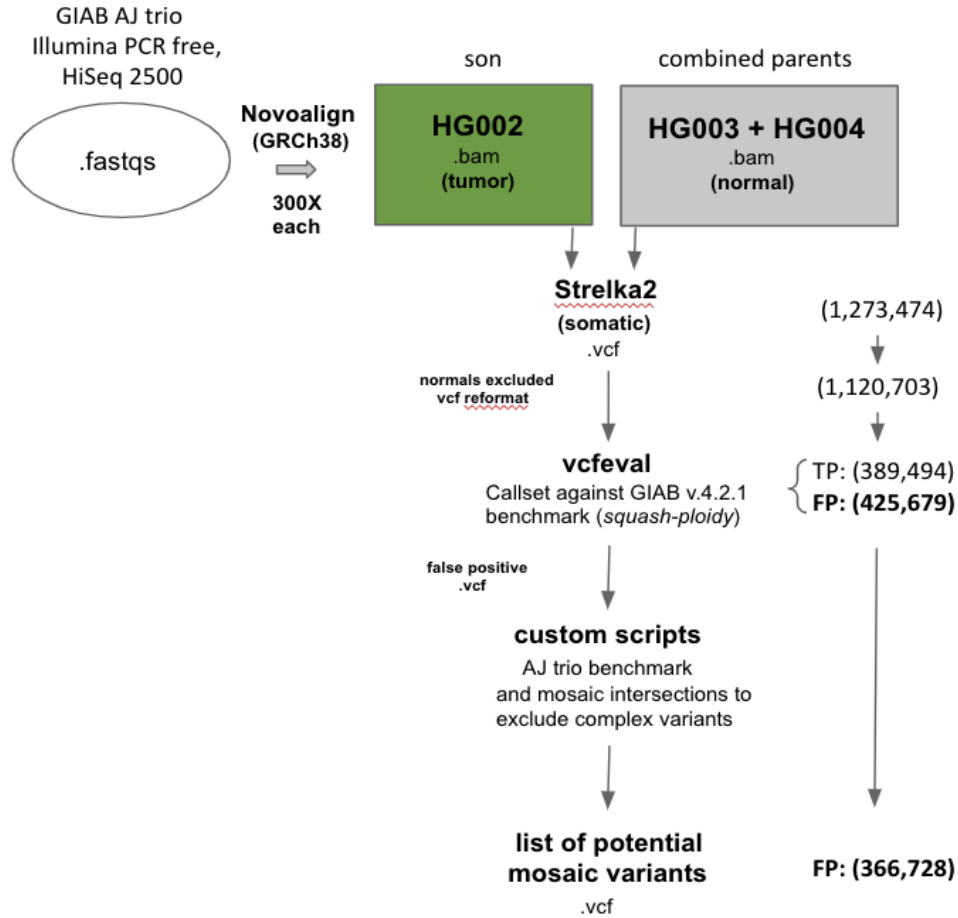 GIAB AJ trio
Illumina PCR free,
HiSeq 2500
.fastqs
Novoalign
(GRCh38)
300X
each
son
HG002
.bam
(tumor)
combined parents
HG003 + HG004
.bam
(normal)
Strelka2
(somatic)
.vcf
(1,273,474)
normals excluded
vcf reformat
(1,120,703)
vcfeval
Callset against GIAB v.4.2.1
benchmark (squash-ploidy)
TP: (389,494)
FP: (425,679)
false positive
.vcf
custom scripts
AJ trio benchmark
and mosaic intersections to
exclude complex variants
list of potential
mosaic variants
.vcf
FP: (366,728)